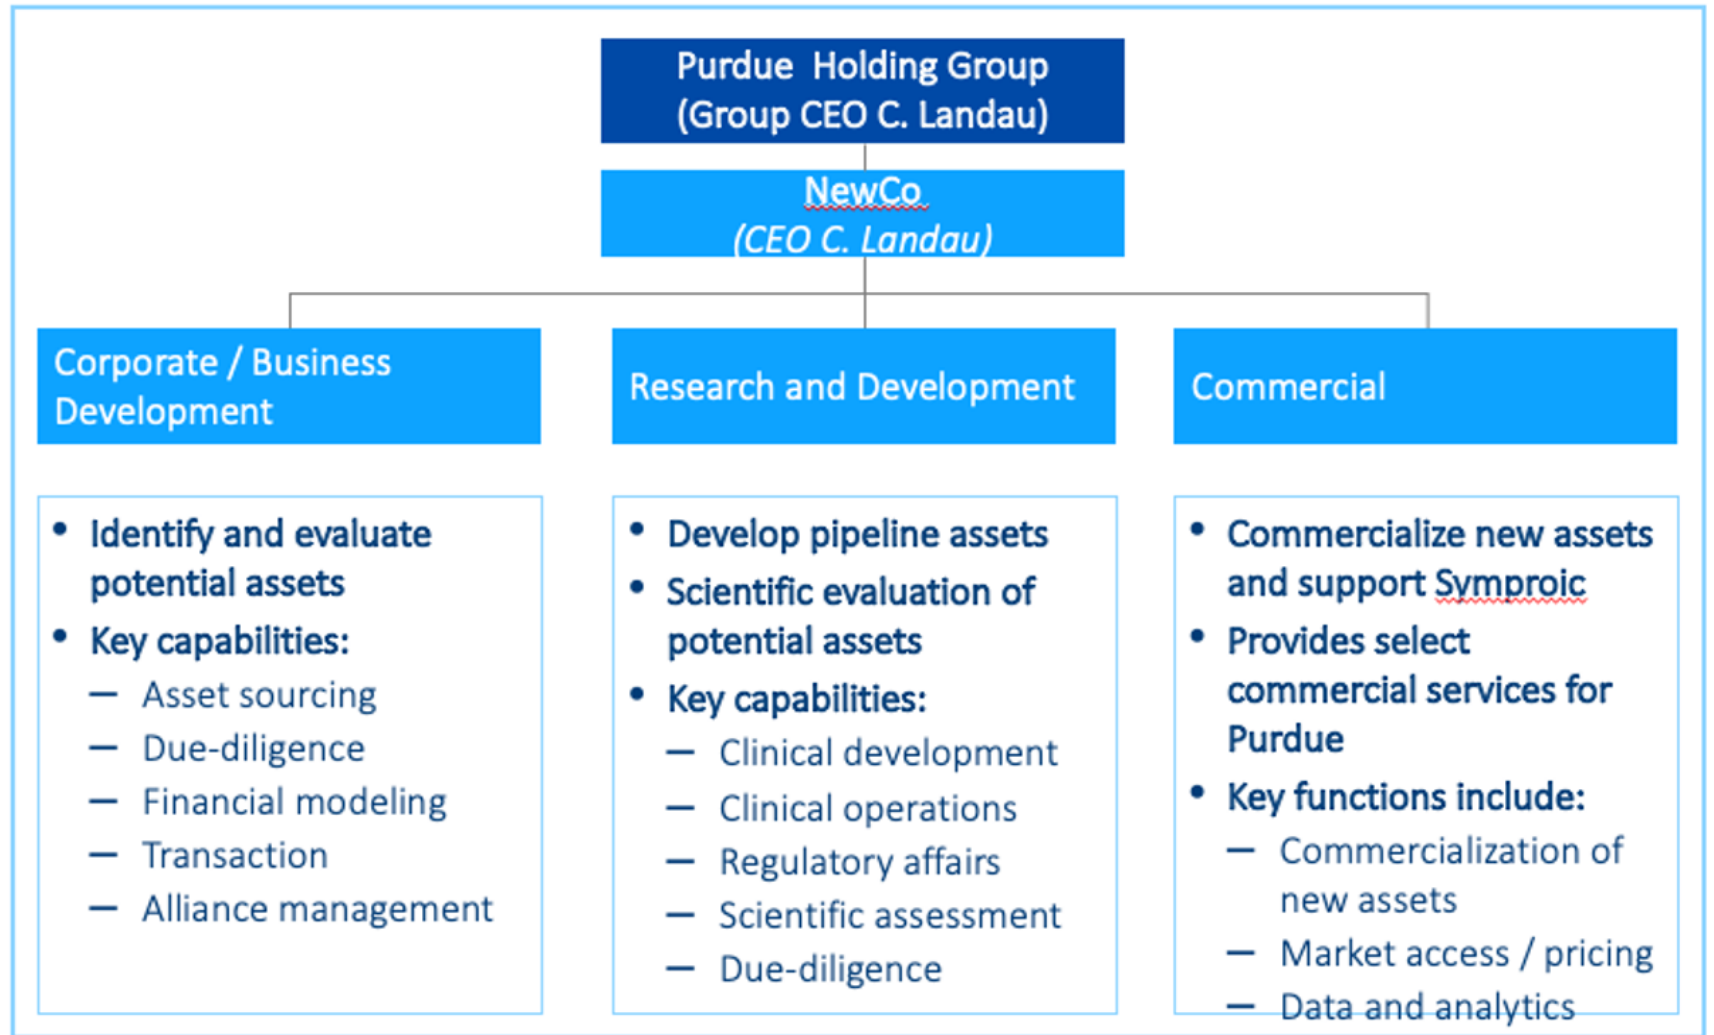 Purdue  Holding Group
(Group CEO C. Landau)
NewCo
(CEO C. Landau)
Corporate / Business
Development
Research and Development
Commercial
• Identify and evaluate
potential assets
• Key capabilities:
— Asset sourcing
— Due-diligence
— Financial modeling
— Transaction
— Alliance management
• Develop pipeline assets
• Scientific evaluation of
potential assets
• Key capabilities:
— Clinical development
— Clinical operations
— Regulatory affairs
— Scientific assessment
— Due-diligence
• Commercialize new assets
and support Symproic
• Provides select
commercial services for
Purdue
• Key functions include:
— Commercialization of
new assets
— Market access / pricing
— Data and analytics